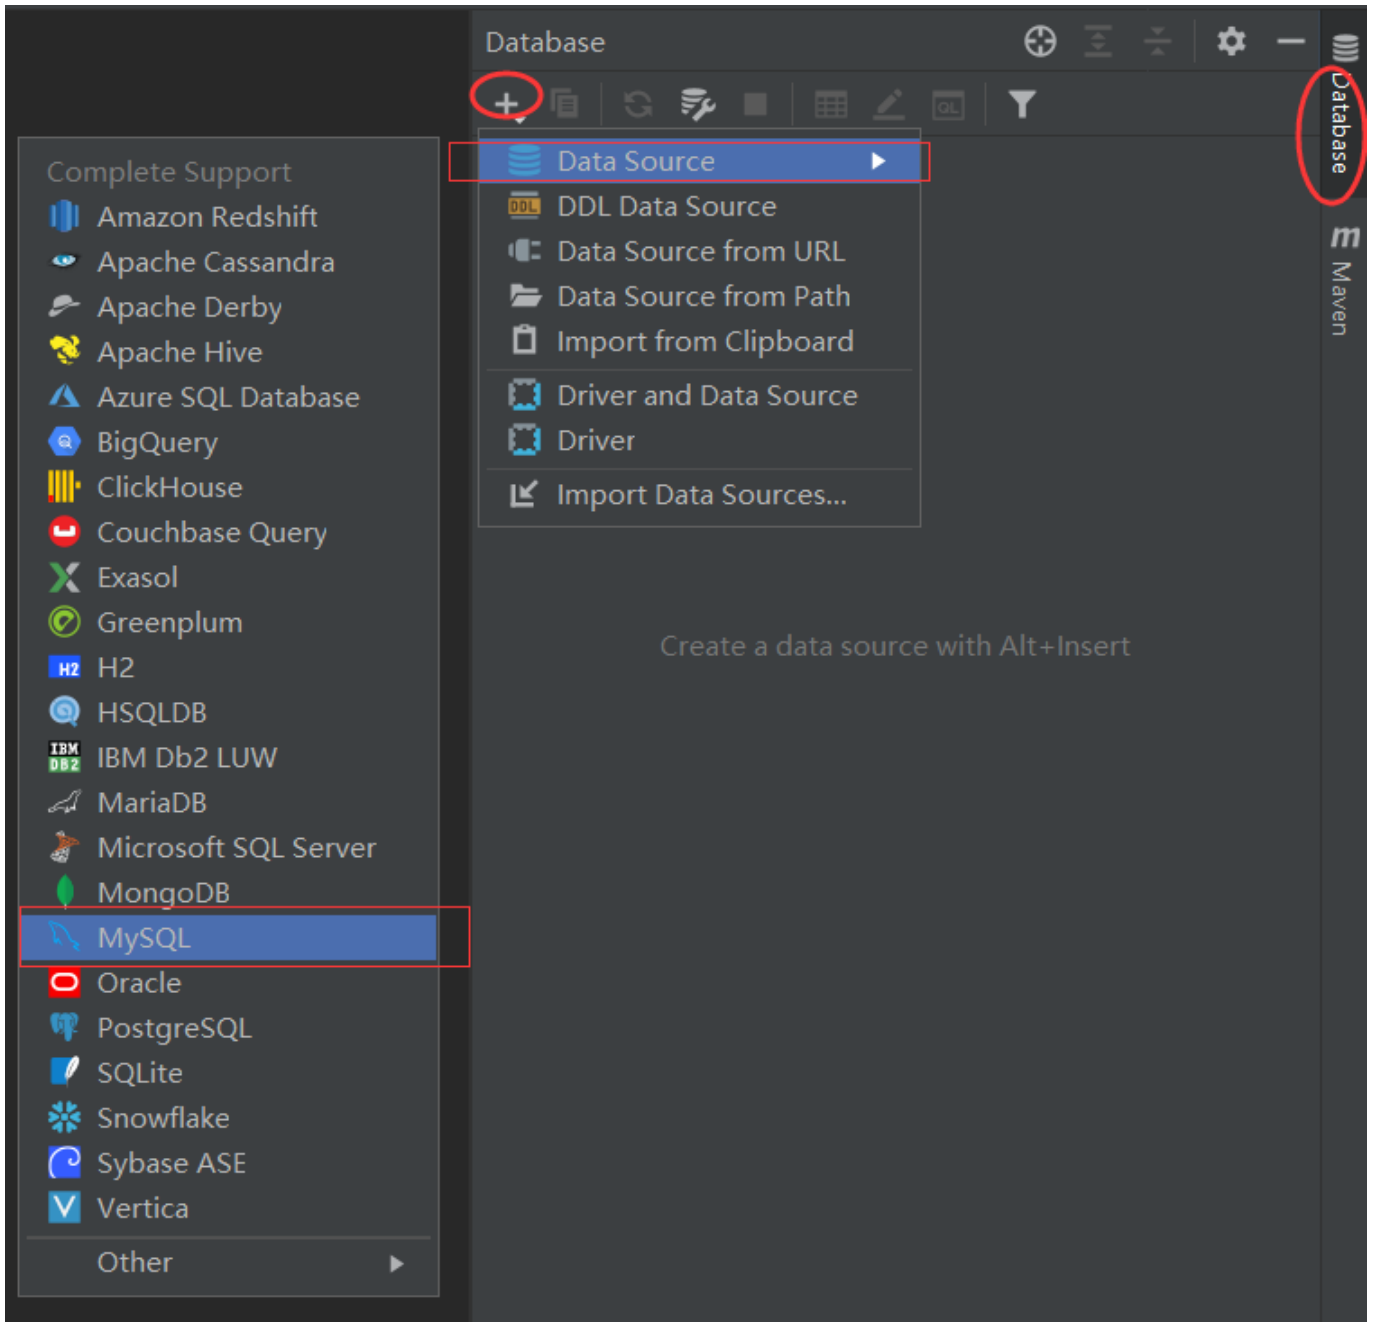 Database
Database
Maven
QL
Data Source
DDL
DDL Data Source
Data Source from URL
Data Source from Path
Import from Clipboard
Driver and Data Source
Driver
Import Data Sources...
Create a data source with Alt+Insert
Complete Support
Amazon Redshift
Apache Cassandra
Apache Derby
Apache Hive
Azure SQL Database
BigQuery
ClickHouse
Couchbase Query
Exasol
Greenplum
H2 H2
HSQLDB
IBM DB2 IBM Db2 LUW
MariaDB
Microsoft SQL Server
MongoDB
MySQL
Oracle
PostgreSQL
SQLite
Snowflake
Sybase ASE
Vertica
Other